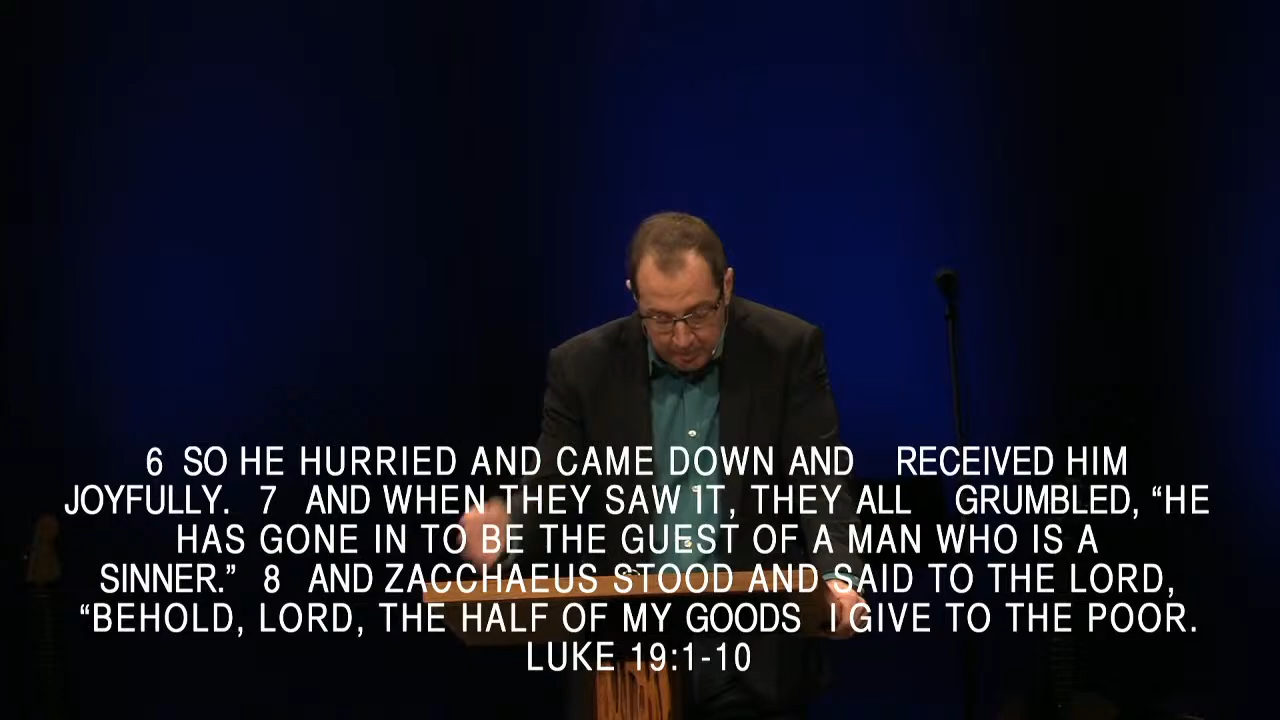 6 SO HE HURRIED AND CAME DOWN AND RECEIVED HIM
JOYFULLY. 7 AND WHEN THEY SAW IT, THEY ALL GRUMBLED, “HE
HAS GONE IN TO BE THE GUEST OF A MAN WHO IS A
SINNER.” 8 AND ZACCHAEUS STOOD AND SAID TO THE LORD,
“BEHOLD, LORD, THE HALF OF MY GOODS I GIVE TO THE POOR.
LUKE 19:1-10